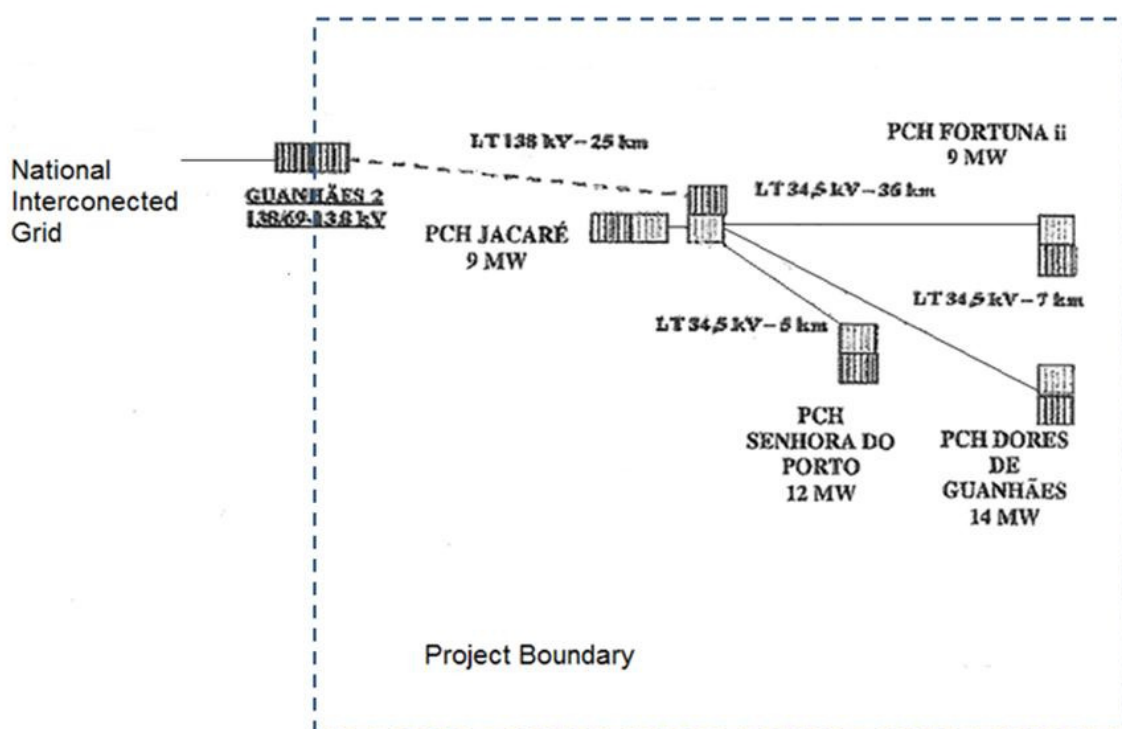 National
Interconected
Grid
GUANHÃES 2
138/69-13.8 kV
LT 138 kV – 25 km
PCH JACARÉ
9 MW
PCH FORTUNA ii
9 MW
LT 34,5 kV – 36 km
LT 34,5 kV – 7 km
LT 34,5 kV – 5 km
PCH
SENHORA DO
PORTO
12 MW
PCH DORES
DE
GUANHÃES
14 MW
Project Boundary